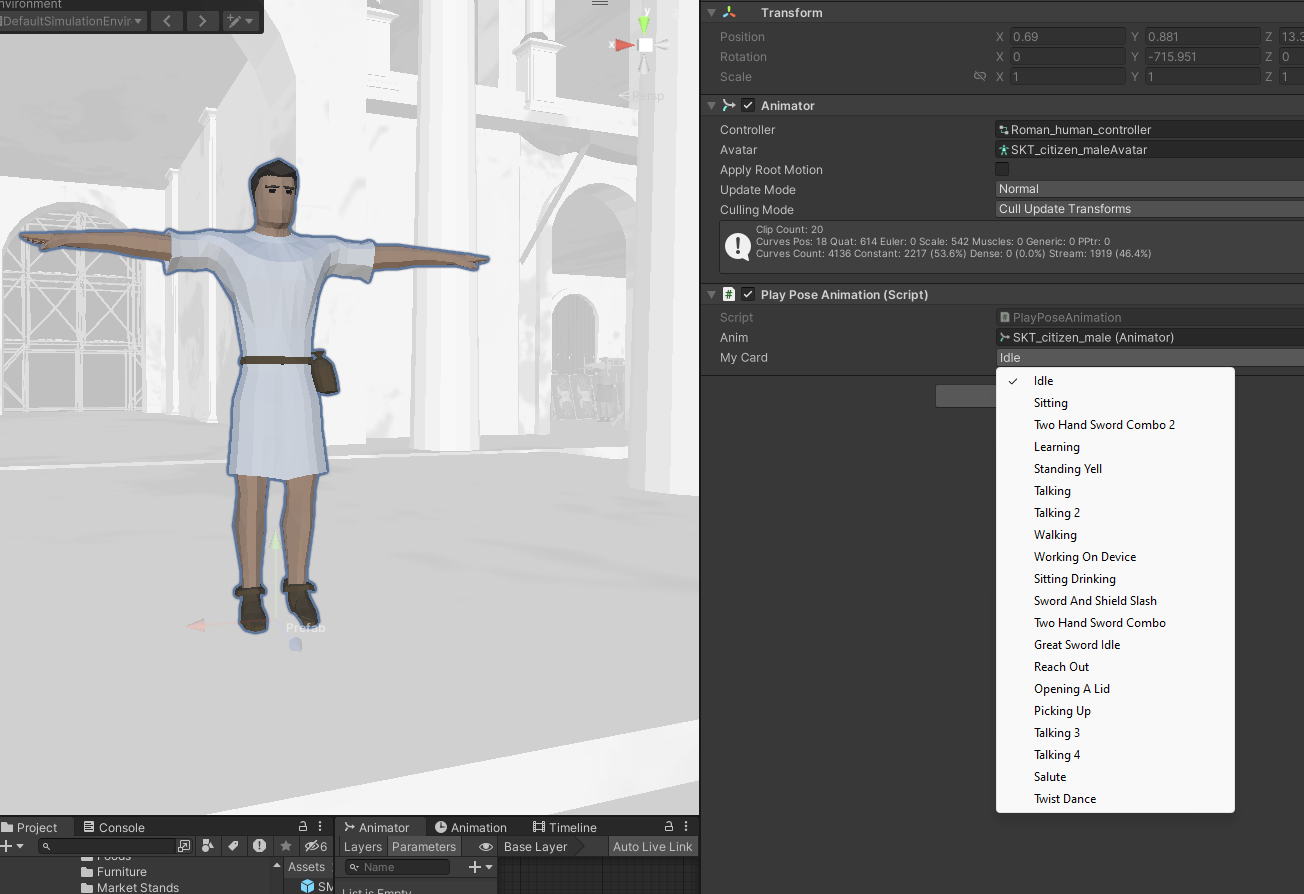 nvironment
DefaultSimulationEnvir
y
x
Persp
Prefab
Transform
Position X 0.69 Y 0.881 Z 13.3
Rotation X 0 Y -715.951 Z 0
Scale X 1 Y 1 Z 1
Animator
Controller Roman_human_controller
Avatar SKT_citizen_maleAvatar
Apply Root Motion
Update Mode Normal
Culling Mode Cull Update Transforms
Clip Count: 20
Curves Pos: 18 Quat: 614 Euler: 0 Scale: 542 Muscles: 0 Generic: 0 PPtr: 0
Curves Count: 4136 Constant: 2217 (53.6%) Dense: 0 (0.0%) Stream: 1919 (46.4%)
# Play Pose Animation (Script)
Script PlayPoseAnimation
Anim SKT_citizen_male (Animator)
My Card Idle
Idle
Sitting
Two Hand Sword Combo 2
Learning
Standing Yell
Talking
Talking 2
Walking
Working On Device
Sitting Drinking
Sword And Shield Slash
Two Hand Sword Combo
Great Sword Idle
Reach Out
Opening A Lid
Picking Up
Talking 3
Talking 4
Salute
Twist Dance
Project Console
6
Foods
Furniture
Market Stands
Assets
SM
Animator Animation Timeline
Layers Parameters Base Layer Auto Live Link
Name
List is Empty